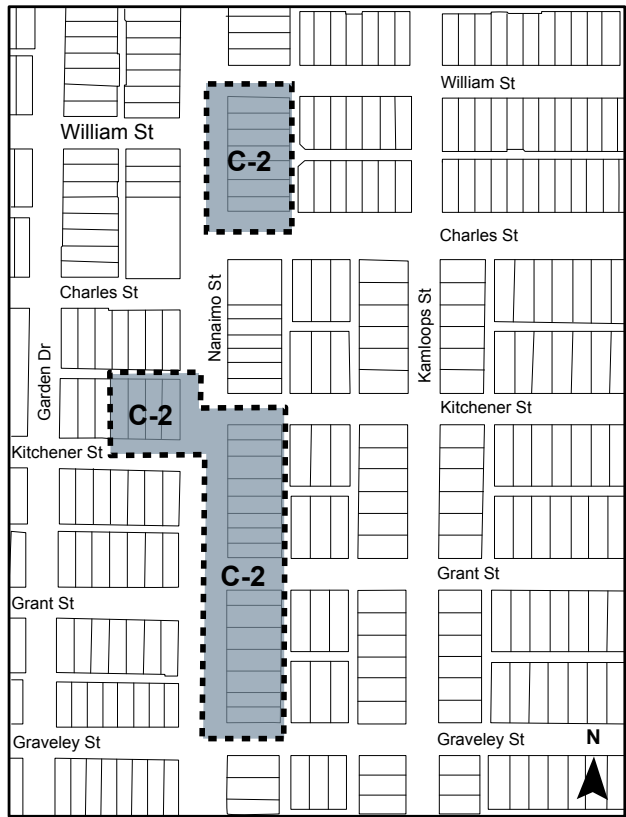 William St
William St
C-2
Charles St
Charles St
Nanaimo St
Kamloops St
Garden Dr
C-2
Kitchener St
Kitchener St
C-2
Grant St
Grant St
Graveley St
Graveley St
N